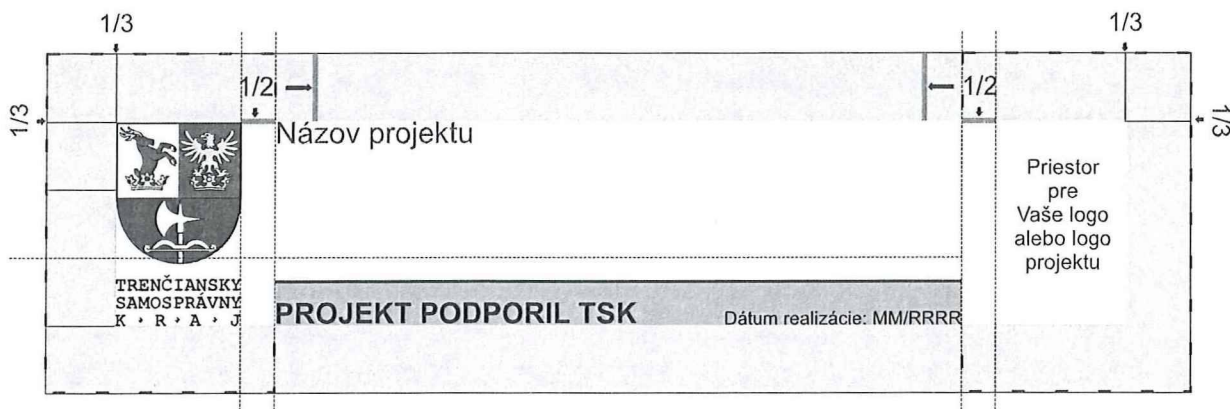 1/3
1/3
1/3
1/2
1/2
1/3
Názov projektu
TRENČIANSKY
SAMOSPRÁVNY
K · R · A · J
PROJEKT PODPORIL TSK
Dátum realizácie: MM/RRRR
Priestor
pre
Vaše logo
alebo logo
projektu